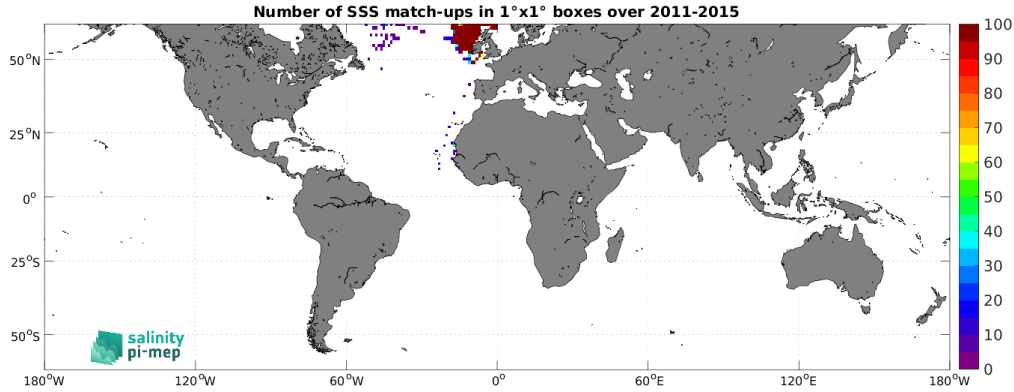 Number of SSS match-ups in 1°x1° boxes over 2011-2015
50°N
25°N
0°
25°S
50°S
180°W 120°W 60°W 0° 60°E 120°E 180°W
100
90
80
70
60
50
40
30
20
10
0
salinity
pi-mep